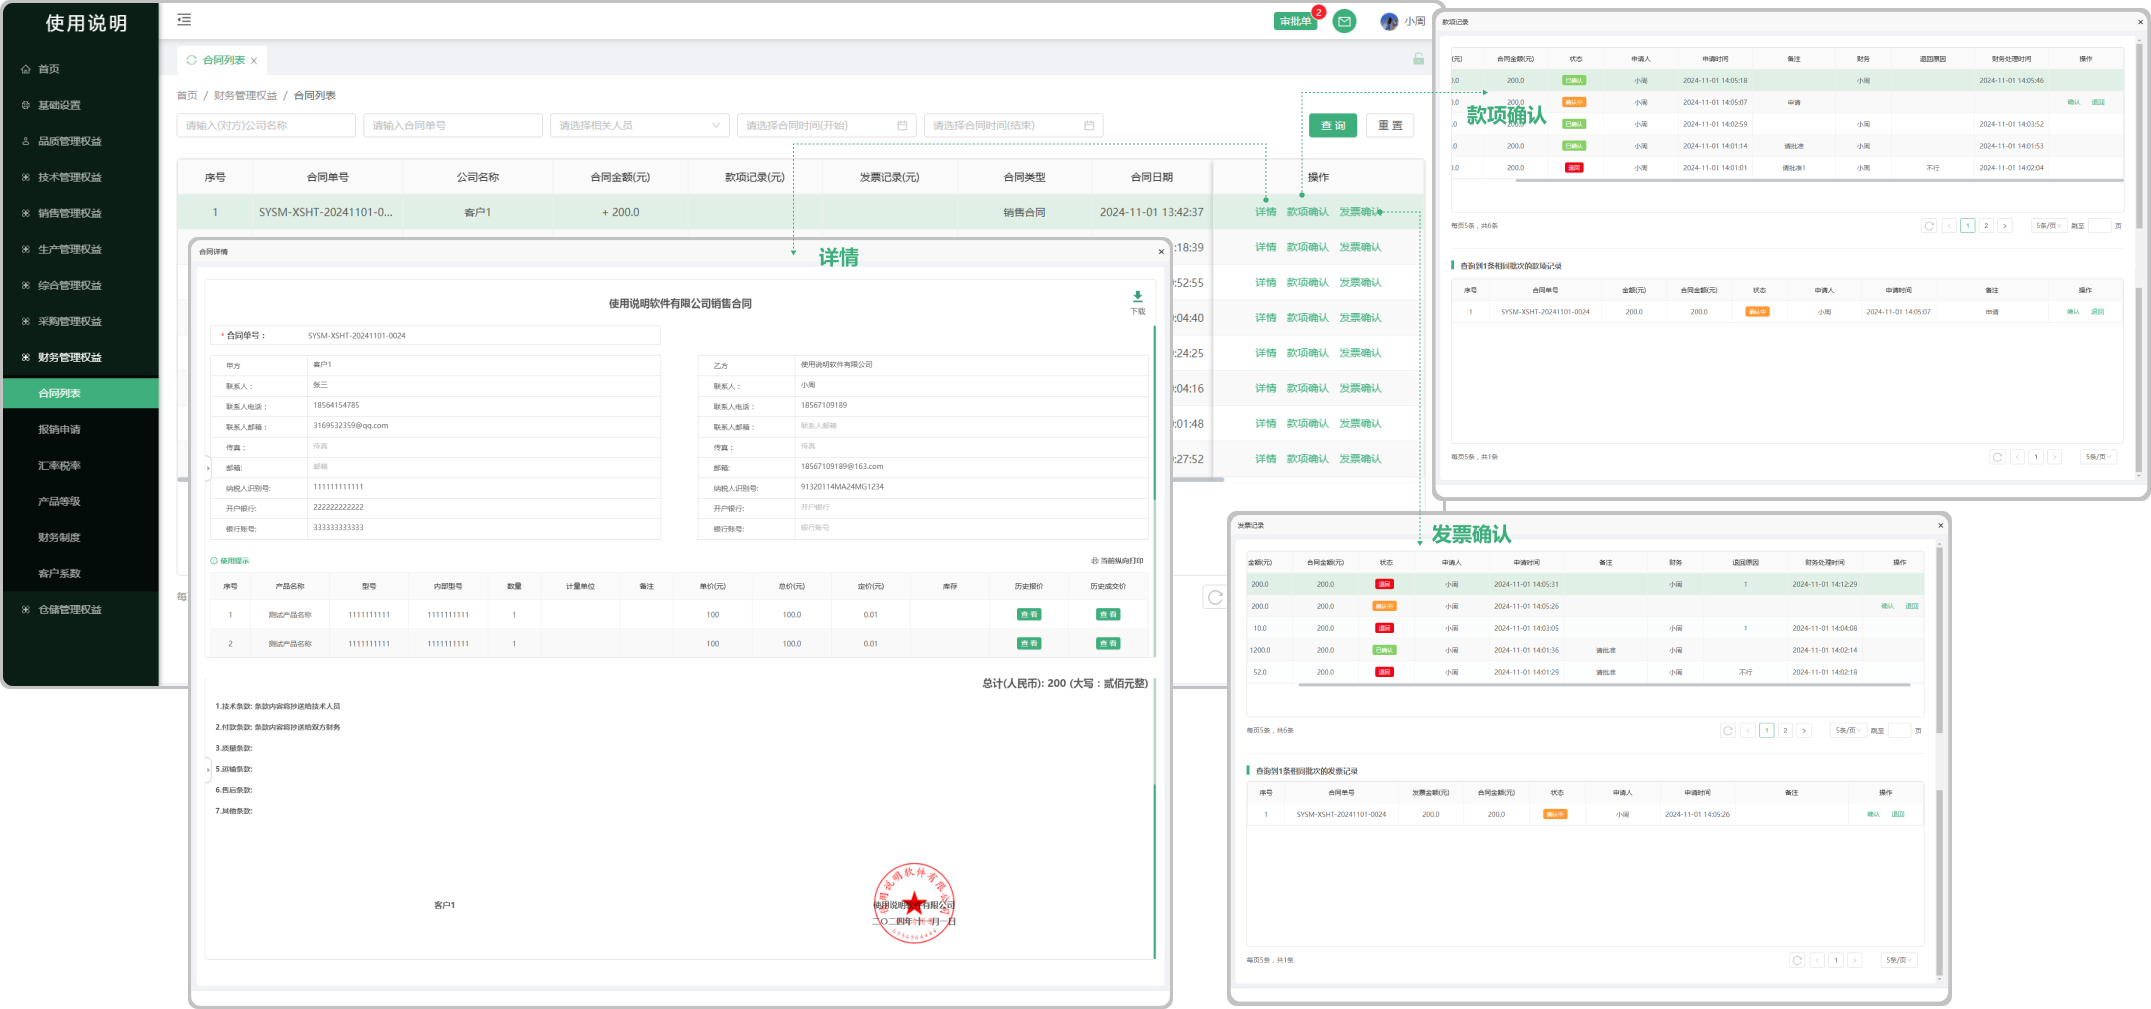 使用说明
首页
基础设置
品质管理权益
技术管理权益
销售管理权益
生产管理权益
综合管理权益
采购管理权益
财务管理权益
合同列表
报销申请
汇率税率
产品等级
财务制度
客户系数
仓储管理权益
审批单 2 小周
合同列表 ×
首页 / 财务管理权益 / 合同列表
请输入(对方)公司名称 请输入合同单号 请选择相关人员 请选择合同时间(开始) 请选择合同时间(结束) 查 询 重 置
序号 合同单号 公司名称 合同金额(元) 款项记录(元) 发票记录(元) 合同类型 合同日期 操作
1 SYSM-XSHT-20241101-0... 客户1 + 200.0 销售合同 2024-11-01 13:42:37 详情 款项确认 发票确认
:18:39 详情 款项确认 发票确认
:52:55 详情 款项确认 发票确认
:04:40 详情 款项确认 发票确认
:24:25 详情 款项确认 发票确认
:04:16 详情 款项确认 发票确认
:01:48 详情 款项确认 发票确认
:27:52 详情 款项确认 发票确认
每
详情
合同详情 ×
使用说明软件有限公司销售合同
下载
* 合同单号： SYSM-XSHT-20241101-0024
甲方 客户1 乙方 使用说明软件有限公司
联系人： 张三 联系人： 小周
联系人电话： 18564154785 联系人电话： 18567109189
联系人邮箱： 3169532359@qq.com 联系人邮箱： 联系人邮箱
传真： 传真 传真： 传真
邮箱: 邮箱 邮箱: 18567109189@163.com
纳税人识别号: 111111111111 纳税人识别号: 91320114MA24MG1234
开户银行: 222222222222 开户银行: 开户银行
银行账号: 333333333333 银行账号: 银行账号
使用提示 当前纵向打印
序号 产品名称 型号 内部型号 数量 计量单位 备注 单价(元) 总价(元) 定价(元) 库存 历史报价 历史成交价
1 测试产品名称 1111111111 1111111111 1 100 100.0 0.01 查 看 查 看
2 测试产品名称 1111111111 1111111111 1 100 100.0 0.01 查 看 查 看
总计(人民币): 200 (大写：贰佰元整)
1.技术条款: 条款内容将抄送给技术人员
2.付款条款: 条款内容将抄送给双方财务
3.质量条款:
5.运输条款:
6.售后条款:
7.其他条款:
客户1
使用说明软件有限公司
使用说明软件有限公司
二〇二四年十一月一日
款项确认
款项记录 ×
(元) 合同金额(元) 状态 申请人 申请时间 备注 财务 退回原因 财务处理时间 操作
0.0 200.0 已确认 小周 2024-11-01 14:05:18 小周 2024-11-01 14:05:46
0.0 200.0 确认中 小周 2024-11-01 14:05:07 申请 确认 退回
.0 200.0 已确认 小周 2024-11-01 14:02:59 小周 2024-11-01 14:03:52
.0 200.0 已确认 小周 2024-11-01 14:01:14 请批准 小周 2024-11-01 14:01:53
0.0 200.0 退回 小周 2024-11-01 14:01:01 请批准1 小周 不行 2024-11-01 14:02:04
每页5条，共6条 < 1 2 > 5条/页 跳至 页
查询到1条相同批次的款项记录
序号 合同单号 金额(元) 合同金额(元) 状态 申请人 申请时间 备注 操作
1 SYSM-XSHT-20241101-0024 200.0 200.0 确认中 小周 2024-11-01 14:05:07 申请 确认 退回
每页5条，共1条 < 1 > 5条/页
发票确认
发票记录 ×
金额(元) 合同金额(元) 状态 申请人 申请时间 备注 财务 退回原因 财务处理时间 操作
200.0 200.0 退回 小周 2024-11-01 14:05:31 小周 1 2024-11-01 14:12:29
200.0 200.0 确认中 小周 2024-11-01 14:05:26 确认 退回
10.0 200.0 退回 小周 2024-11-01 14:03:05 小周 1 2024-11-01 14:04:08
1200.0 200.0 已确认 小周 2024-11-01 14:01:36 请批准 小周 2024-11-01 14:02:14
52.0 200.0 退回 小周 2024-11-01 14:01:29 请批准 小周 不行 2024-11-01 14:02:18
每页5条，共6条 < 1 2 > 5条/页 跳至 页
查询到1条相同批次的发票记录
序号 合同单号 发票金额(元) 合同金额(元) 状态 申请人 申请时间 备注 操作
1 SYSM-XSHT-20241101-0024 200.0 200.0 确认中 小周 2024-11-01 14:05:26 确认 退回
每页5条，共1条 < 1 > 5条/页